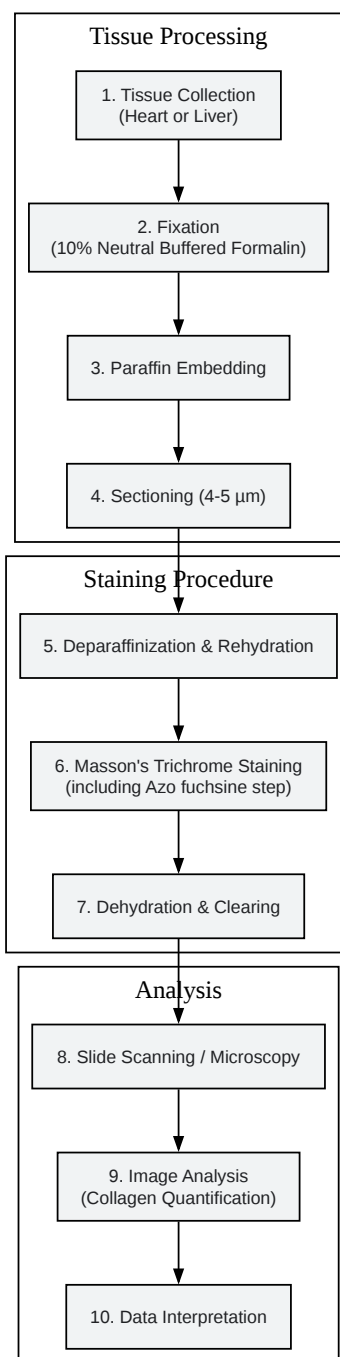 Tissue Processing
1. Tissue Collection
(Heart or Liver)
2. Fixation
(10% Neutral Buffered Formalin)
3. Paraffin Embedding
4. Sectioning (4-5 µm)
Staining Procedure
5. Deparaffinization & Rehydration
6. Masson's Trichrome Staining
(including Azo fuchsine step)
7. Dehydration & Clearing
Analysis
8. Slide Scanning / Microscopy
9. Image Analysis
(Collagen Quantification)
10. Data Interpretation